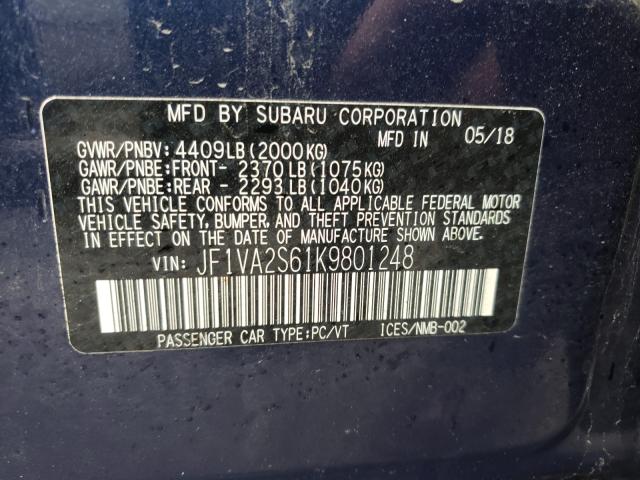 MFD BY SUBARU CORPORATION
MFD IN 05/18
GVWR/PNBV: 4409LB(2000KG)
GAWR/PNBE:FRONT- 2370LB(1075KG)
GAWR/PNBE:REAR - 2293LB(1040KG)
THIS VEHICLE CONFORMS TO ALL APPLICABLE FEDERAL MOTOR
VEHICLE SAFETY, BUMPER, AND THEFT PREVENTION STANDARDS
IN EFFECT ON THE DATE OF MANUFACTURE SHOWN ABOVE.
VIN: JF1VA2S61K9801248
PASSENGER CAR TYPE:PC/VT ICES/NMB-002